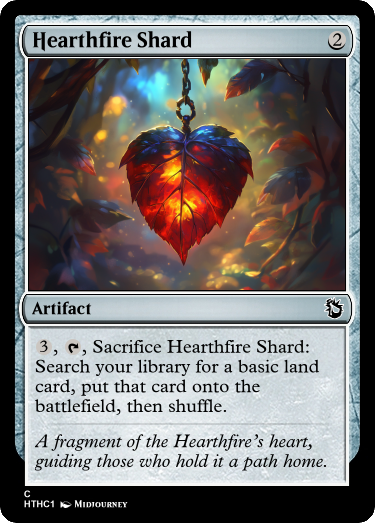 Hearthfire Shard 2
Artifact
3, , Sacrifice Hearthfire Shard:
Search your library for a basic land
card, put that card onto the
battlefield, then shuffle.
A fragment of the Hearthfire's heart,
guiding those who hold it a path home.
C
HTHC1 Midjourney